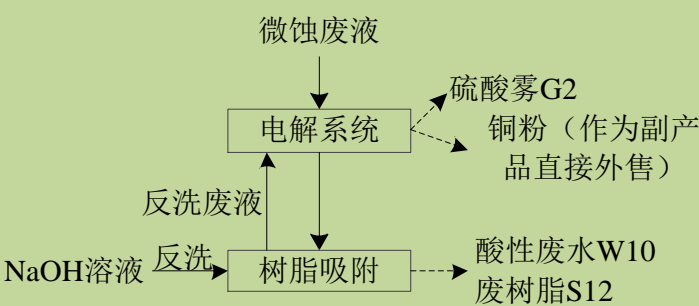 微蚀废液
硫酸雾G2
电解系统
铜粉（作为副产
品直接外售）
反洗废液
NaOH溶液
反洗
树脂吸附
酸性废水W10
废树脂S12